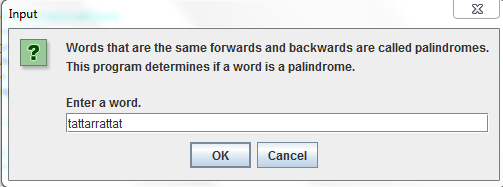 Input
Words that are the same forwards and backwards are called palindromes.
This program determines if a word is a palindrome.
Enter a word.
tattarrattat
OK Cancel